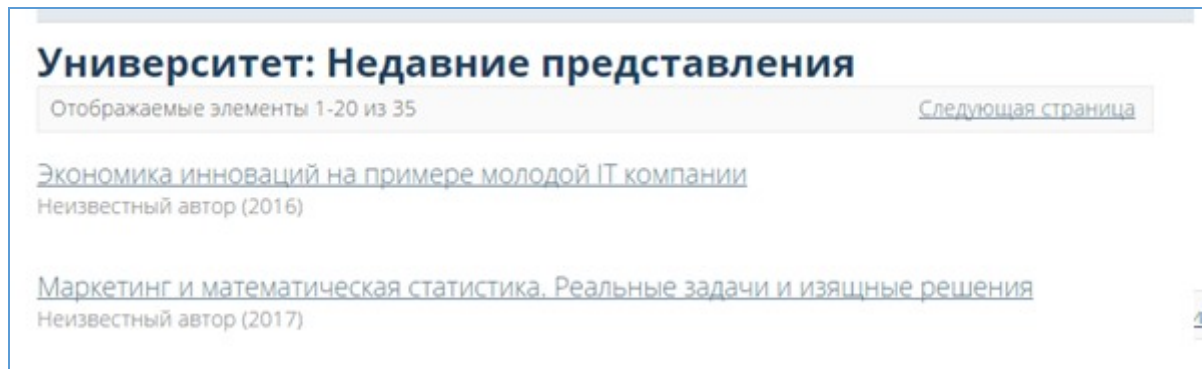 Университет: Недавние представления
Отображаемые элементы 1-20 из 35 Следующая страница
Экономика инноваций на примере молодой IT компании
Неизвестный автор (2016)
Маркетинг и математическая статистика. Реальные задачи и изящные решения
Неизвестный автор (2017)